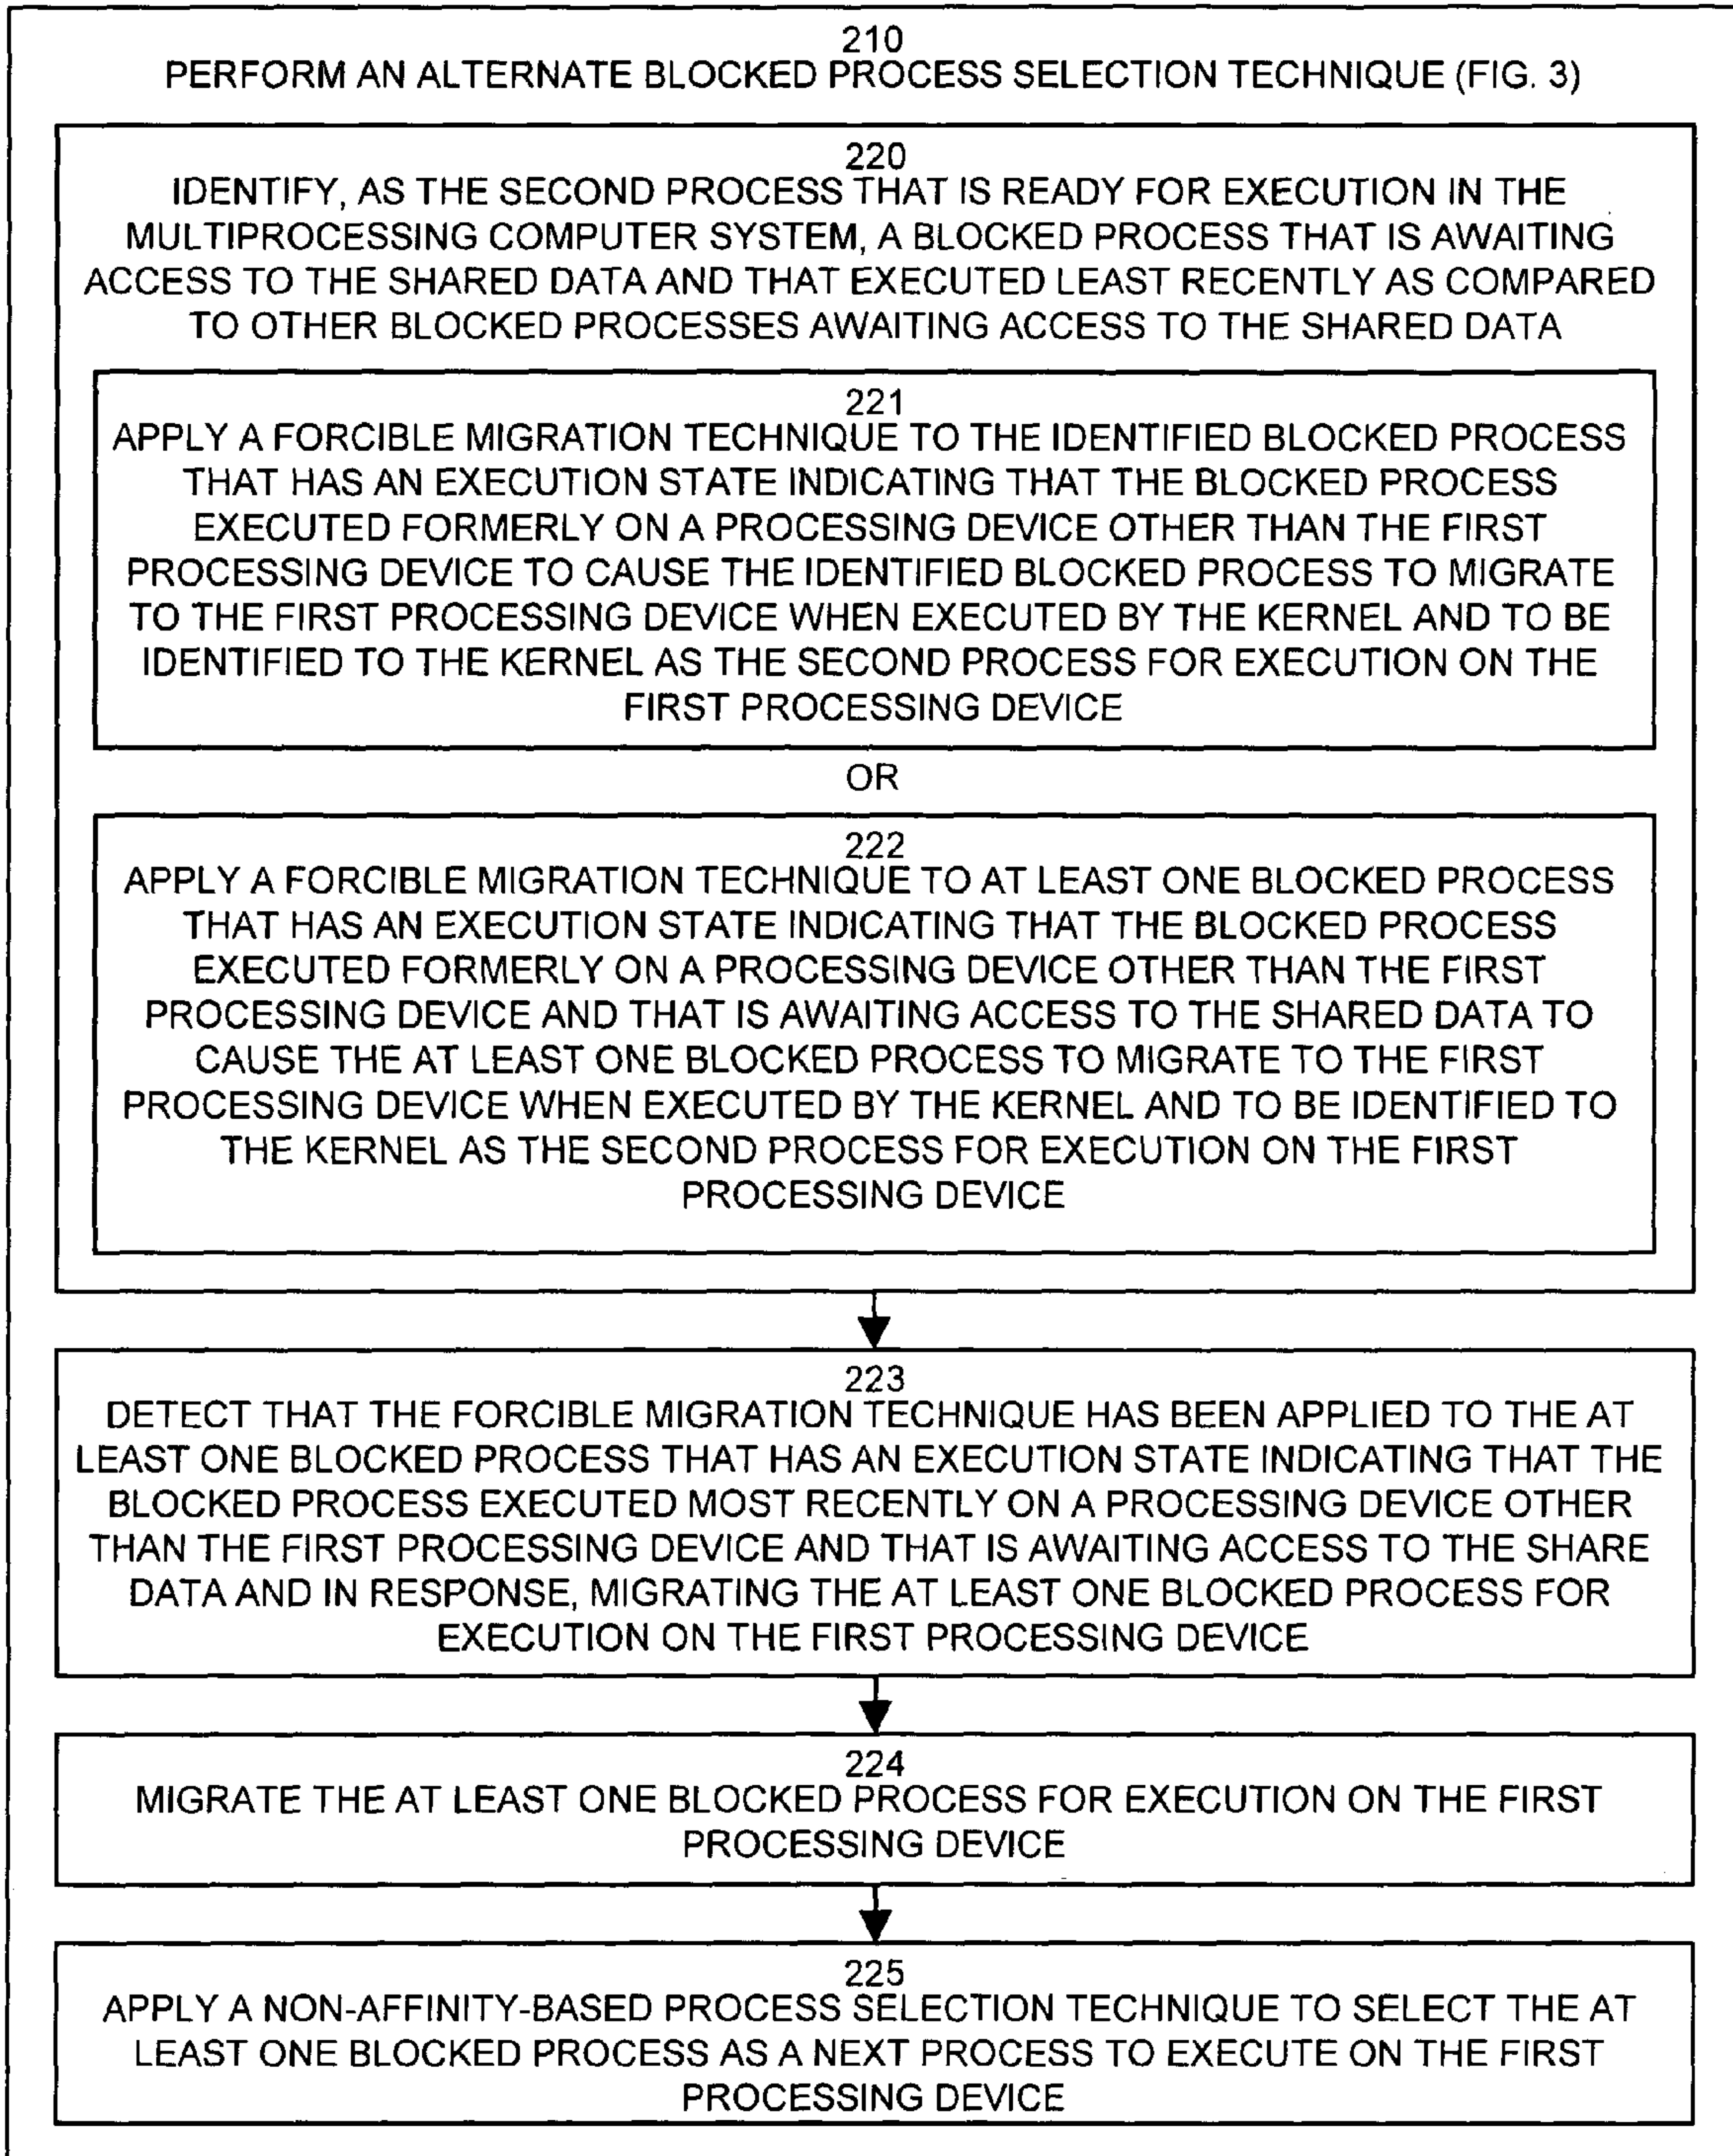 210
PERFORM AN ALTERNATE BLOCKED PROCESS SELECTION TECHNIQUE (FIG. 3)
220
IDENTIFY, AS THE SECOND PROCESS THAT IS READY FOR EXECUTION IN THE
MULTIPROCESSING COMPUTER SYSTEM, A BLOCKED PROCESS THAT IS AWAITING
ACCESS TO THE SHARED DATA AND THAT EXECUTED LEAST RECENTLY AS COMPARED
TO OTHER BLOCKED PROCESSES AWAITING ACCESS TO THE SHARED DATA
221
APPLY A FORCIBLE MIGRATION TECHNIQUE TO THE IDENTIFIED BLOCKED PROCESS
THAT HAS AN EXECUTION STATE INDICATING THAT THE BLOCKED PROCESS
EXECUTED FORMERLY ON A PROCESSING DEVICE OTHER THAN THE FIRST
PROCESSING DEVICE TO CAUSE THE IDENTIFIED BLOCKED PROCESS TO MIGRATE
TO THE FIRST PROCESSING DEVICE WHEN EXECUTED BY THE KERNEL AND TO BE
IDENTIFIED TO THE KERNEL AS THE SECOND PROCESS FOR EXECUTION ON THE
FIRST PROCESSING DEVICE
OR
222
APPLY A FORCIBLE MIGRATION TECHNIQUE TO AT LEAST ONE BLOCKED PROCESS
THAT HAS AN EXECUTION STATE INDICATING THAT THE BLOCKED PROCESS
EXECUTED FORMERLY ON A PROCESSING DEVICE OTHER THAN THE FIRST
PROCESSING DEVICE AND THAT IS AWAITING ACCESS TO THE SHARED DATA TO
CAUSE THE AT LEAST ONE BLOCKED PROCESS TO MIGRATE TO THE FIRST
PROCESSING DEVICE WHEN EXECUTED BY THE KERNEL AND TO BE IDENTIFIED TO
THE KERNEL AS THE SECOND PROCESS FOR EXECUTION ON THE FIRST
PROCESSING DEVICE
223
DETECT THAT THE FORCIBLE MIGRATION TECHNIQUE HAS BEEN APPLIED TO THE AT
LEAST ONE BLOCKED PROCESS THAT HAS AN EXECUTION STATE INDICATING THAT THE
BLOCKED PROCESS EXECUTED MOST RECENTLY ON A PROCESSING DEVICE OTHER
THAN THE FIRST PROCESSING DEVICE AND THAT IS AWAITING ACCESS TO THE SHARE
DATA AND IN RESPONSE, MIGRATING THE AT LEAST ONE BLOCKED PROCESS FOR
EXECUTION ON THE FIRST PROCESSING DEVICE
224
MIGRATE THE AT LEAST ONE BLOCKED PROCESS FOR EXECUTION ON THE FIRST
PROCESSING DEVICE
225
APPLY A NON-AFFINITY-BASED PROCESS SELECTION TECHNIQUE TO SELECT THE AT
LEAST ONE BLOCKED PROCESS AS A NEXT PROCESS TO EXECUTE ON THE FIRST
PROCESSING DEVICE